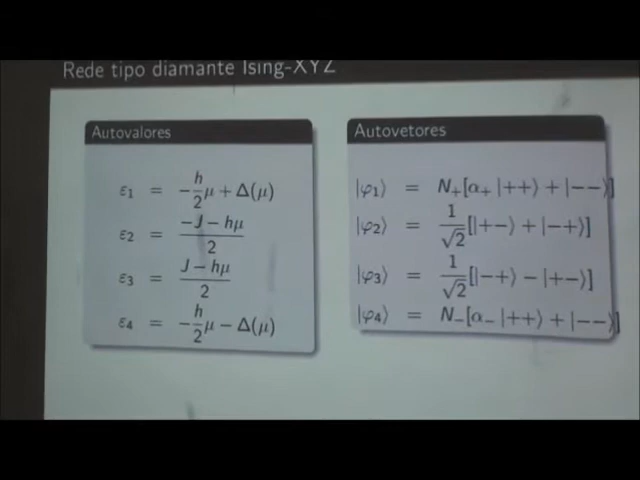 Rede tipo diamante Ising-XYZ
Autovalores
ε₁ = −h/2 μ + Δ(μ)
ε₂ = (−J − hμ)/2
ε₃ = (J − hμ)/2
ε₄ = −h/2 μ − Δ(μ)
Autovetores
|φ₁⟩ = N₊[α₊ |++⟩ + |−−⟩]
|φ₂⟩ = 1/√2 [|+−⟩ + |−+⟩]
|φ₃⟩ = 1/√2 [|−+⟩ − |+−⟩]
|φ₄⟩ = N₋[α₋ |++⟩ + |−−⟩]